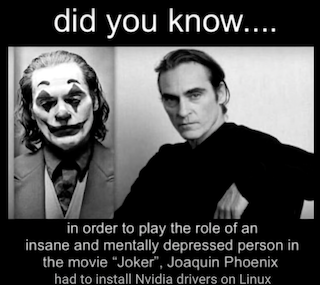 did you know....
in order to play the role of an
insane and mentally depressed person in
the movie “Joker”, Joaquin Phoenix
had to install Nvidia drivers on Linux